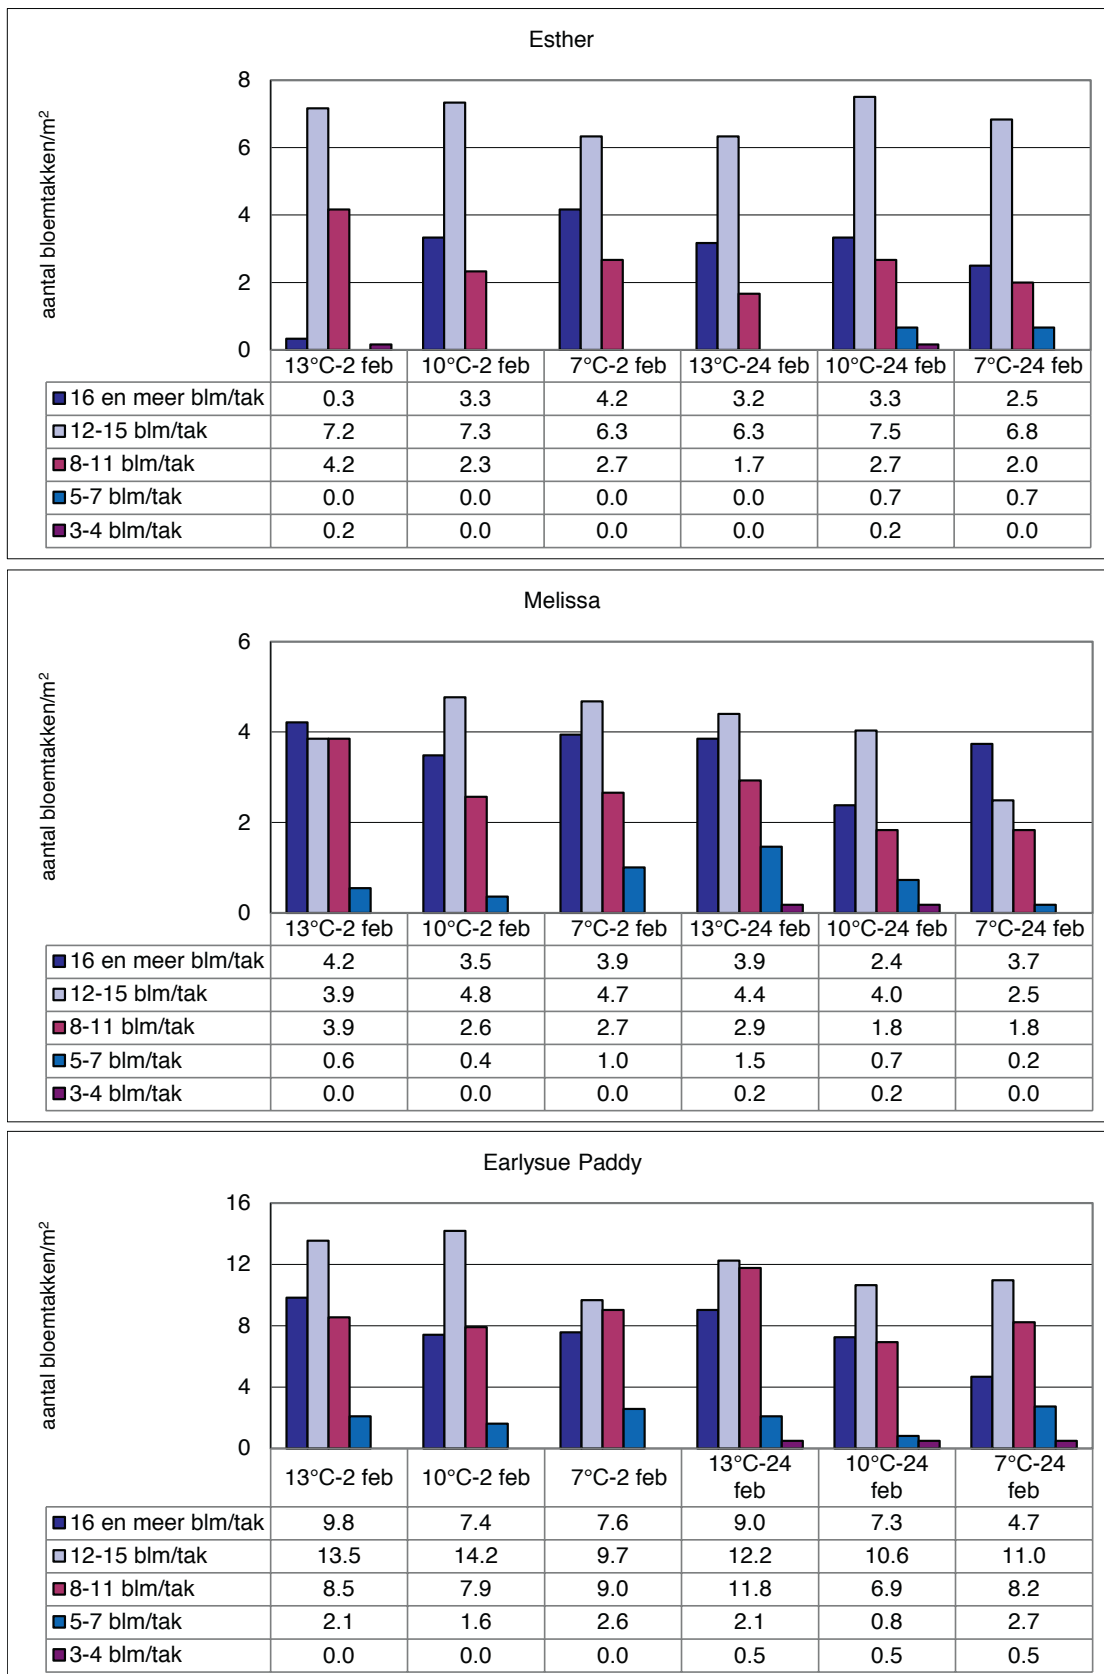 Esther
aantal bloemtakken/m²
8
6
4
2
0
13°C-2 feb 10°C-2 feb 7°C-2 feb 13°C-24 feb 10°C-24 feb 7°C-24 feb
16 en meer blm/tak 0.3 3.3 4.2 3.2 3.3 2.5
12-15 blm/tak 7.2 7.3 6.3 6.3 7.5 6.8
8-11 blm/tak 4.2 2.3 2.7 1.7 2.7 2.0
5-7 blm/tak 0.0 0.0 0.0 0.0 0.7 0.7
3-4 blm/tak 0.2 0.0 0.0 0.0 0.2 0.0
Melissa
aantal bloemtakken/m²
6
4
2
0
13°C-2 feb 10°C-2 feb 7°C-2 feb 13°C-24 feb 10°C-24 feb 7°C-24 feb
16 en meer blm/tak 4.2 3.5 3.9 3.9 2.4 3.7
12-15 blm/tak 3.9 4.8 4.7 4.4 4.0 2.5
8-11 blm/tak 3.9 2.6 2.7 2.9 1.8 1.8
5-7 blm/tak 0.6 0.4 1.0 1.5 0.7 0.2
3-4 blm/tak 0.0 0.0 0.0 0.2 0.2 0.0
Earlysue Paddy
aantal bloemtakken/m²
16
12
8
4
0
13°C-2 feb 10°C-2 feb 7°C-2 feb 13°C-24 10°C-24 7°C-24
feb feb feb
16 en meer blm/tak 9.8 7.4 7.6 9.0 7.3 4.7
12-15 blm/tak 13.5 14.2 9.7 12.2 10.6 11.0
8-11 blm/tak 8.5 7.9 9.0 11.8 6.9 8.2
5-7 blm/tak 2.1 1.6 2.6 2.1 0.8 2.7
3-4 blm/tak 0.0 0.0 0.0 0.5 0.5 0.5